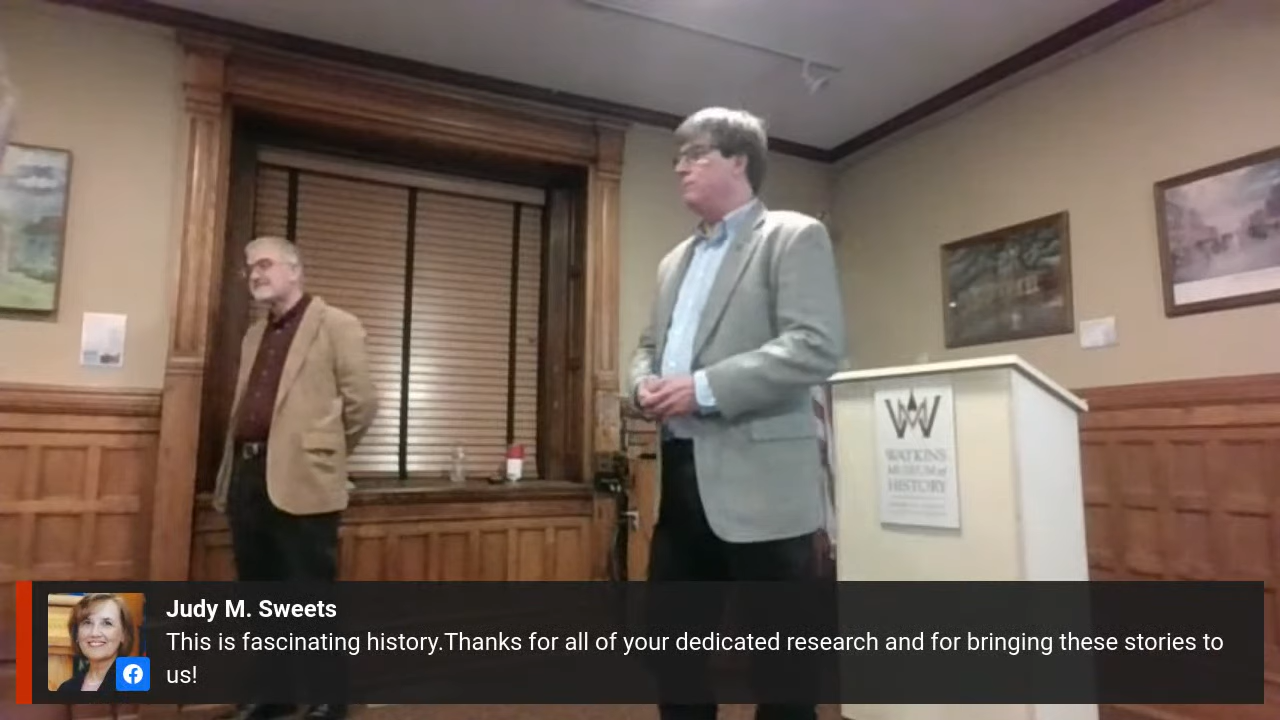 W
WATKINS
MUSEUM of
HISTORY
Judy M. Sweets
This is fascinating history.Thanks for all of your dedicated research and for bringing these stories to
us!